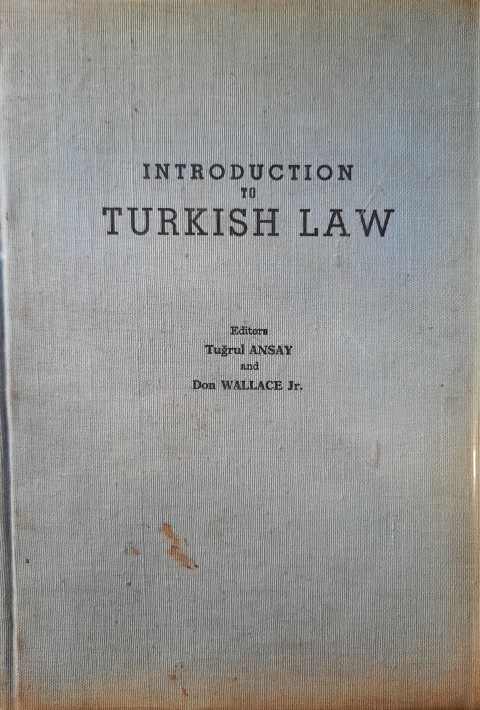 INTRODUCTION
TO
TURKISH LAW
Editors
Tuğrul ANSAY
and
Don WALLACE Jr.